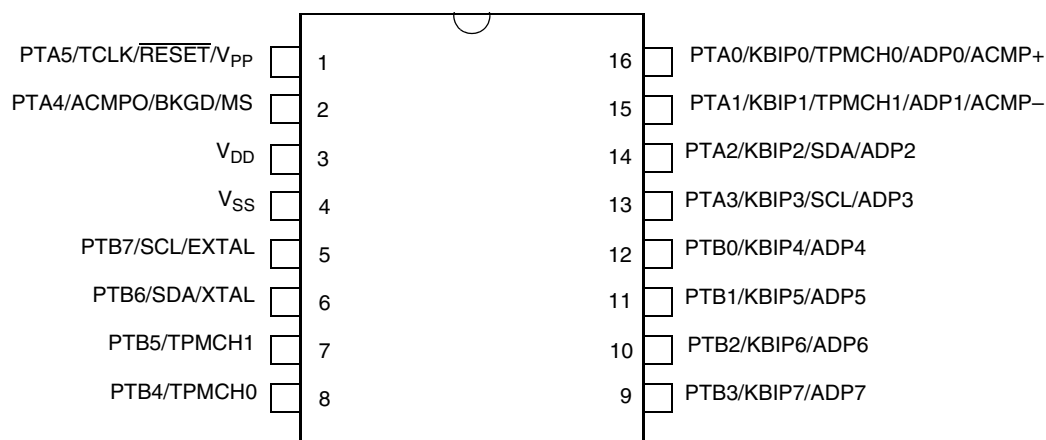 PTA5/TCLK/RESET/VPP 1 16 PTA0/KBIP0/TPMCH0/ADP0/ACMP+
PTA4/ACMPO/BKGD/MS 2 15 PTA1/KBIP1/TPMCH1/ADP1/ACMP–
VDD 3 14 PTA2/KBIP2/SDA/ADP2
VSS 4 13 PTA3/KBIP3/SCL/ADP3
PTB7/SCL/EXTAL 5 12 PTB0/KBIP4/ADP4
PTB6/SDA/XTAL 6 11 PTB1/KBIP5/ADP5
PTB5/TPMCH1 7 10 PTB2/KBIP6/ADP6
PTB4/TPMCH0 8 9 PTB3/KBIP7/ADP7